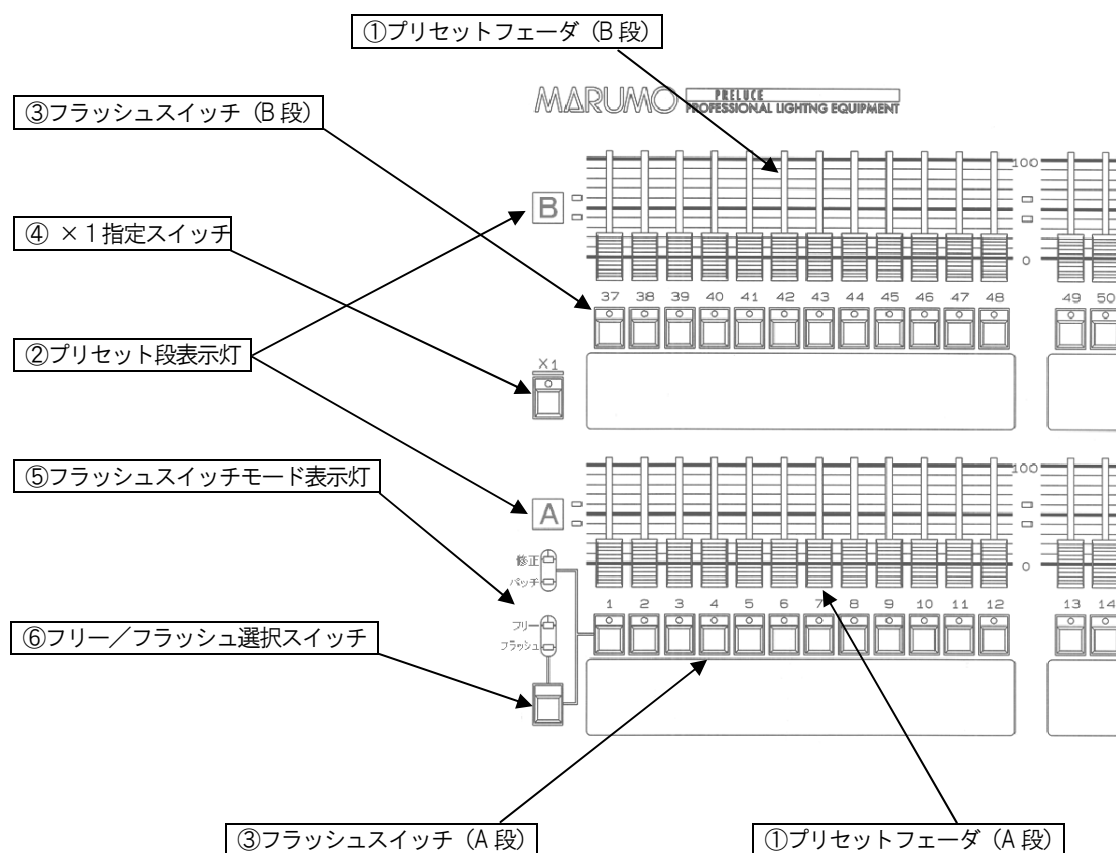 ①プリセットフェーダ（B 段）
MARUMO PRELUCE
PROFESSIONAL LIGHTNG EQUIPMENT
③フラッシュスイッチ（B 段）
100
B
④ ×１指定スイッチ
0
37 38 39 40 41 42 43 44 45 46 47 48 49 50
②プリセット段表示灯
X1
⑤フラッシュスイッチモード表示灯
100
A
修正
パッチ
0
1 2 3 4 5 6 7 8 9 10 11 12 13 14
フリー
フラッシュ
⑥フリー／フラッシュ選択スイッチ
③フラッシュスイッチ（A 段）
①プリセットフェーダ（A 段）